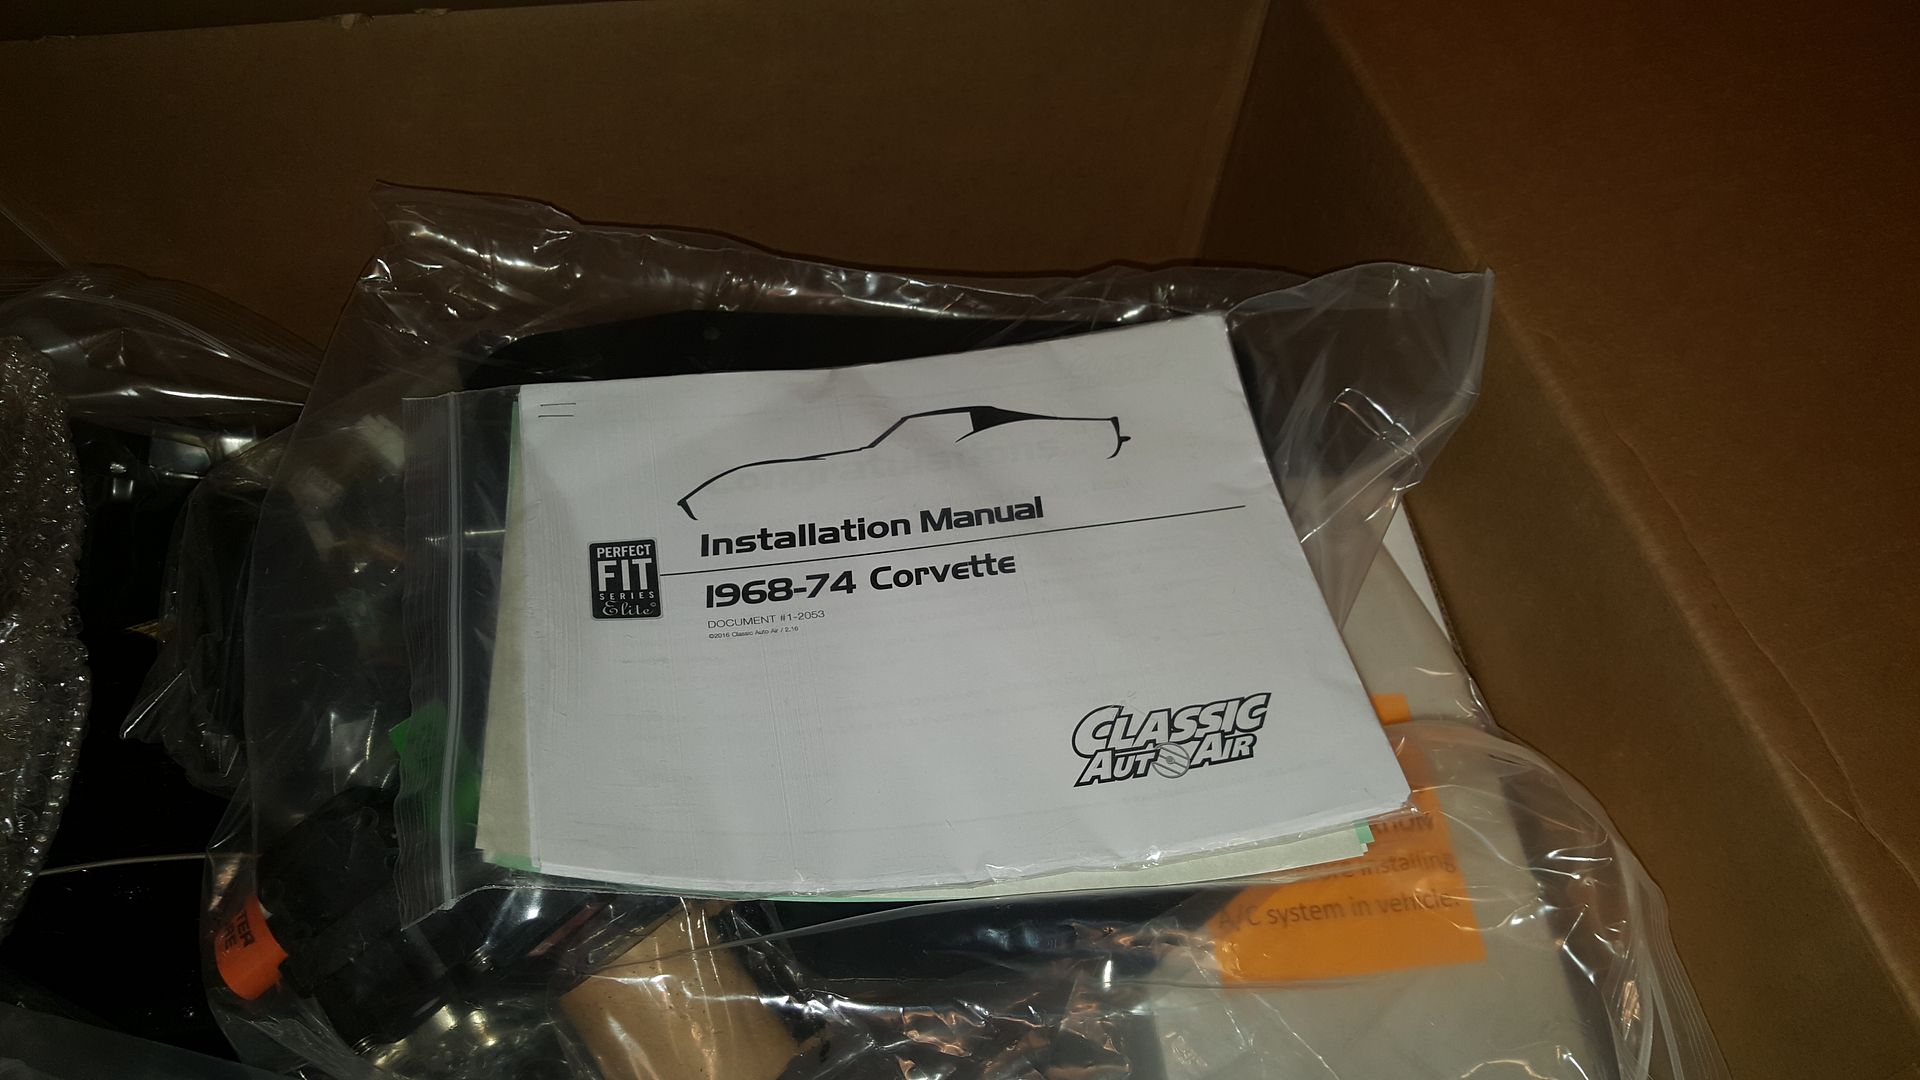 Installation Manual
PERFECT
FIT
SERIES
Elite©
1968-74 Corvette
DOCUMENT #1-2053
©2016 Classic Auto Air / 2.16
CLASSIC
AUTO AIR
installing
A/C system in vehicle.